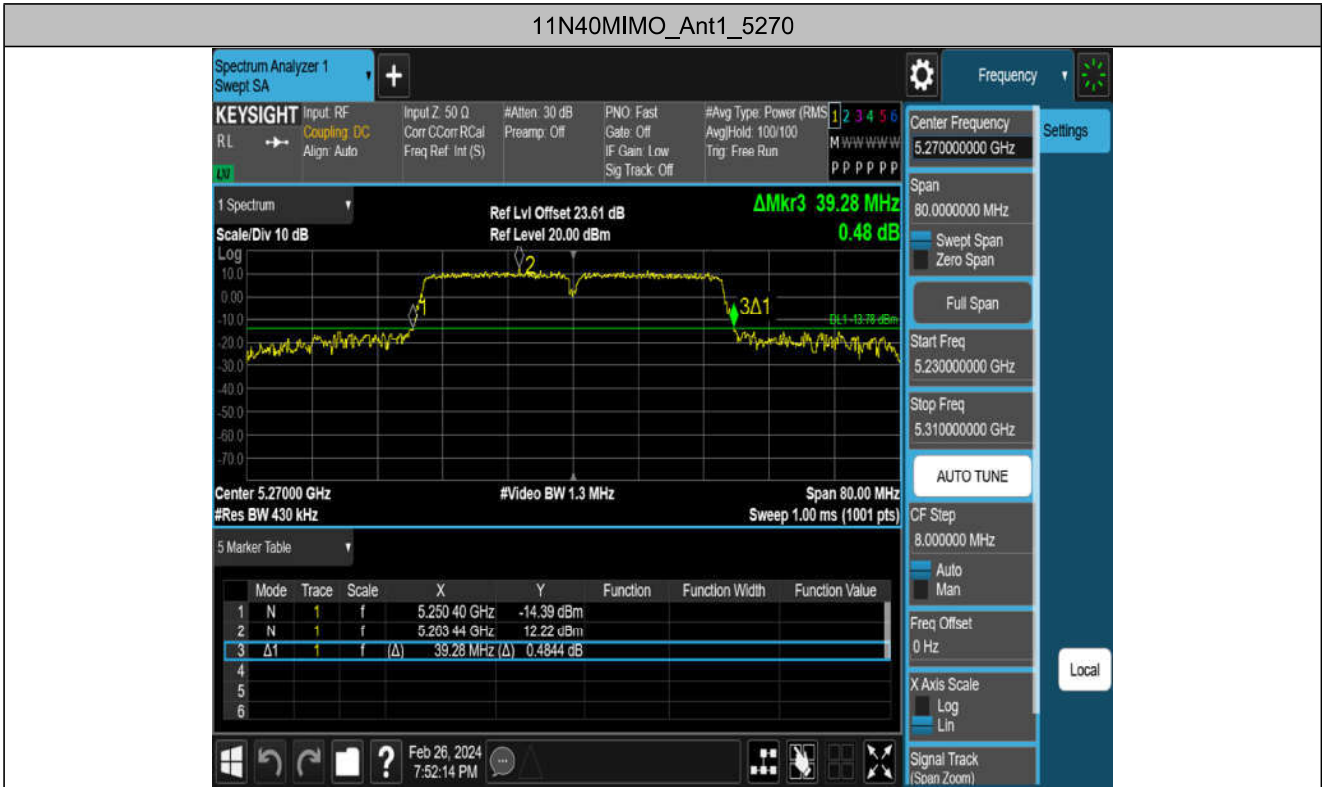 11N40MIMO_Ant1_5270
Spectrum Analyzer 1
Swept SA
+
Frequency
KEYSIGHT
RL
LXI
Input: RF
Coupling: DC
Align: Auto
Input Z: 50 Ω
Corr CCorr RCal
Freq Ref: Int (S)
#Atten: 30 dB
Preamp: Off
PNO: Fast
Gate: Off
IF Gain: Low
Sig Track: Off
#Avg Type: Power (RMS
Avg|Hold: 100/100
Trig: Free Run
1 2 3 4 5 6
M W W W W W
P P P P P P
Center Frequency
5.270000000 GHz
Settings
Span
80.0000000 MHz
Swept Span
Zero Span
Full Span
Start Freq
5.230000000 GHz
Stop Freq
5.310000000 GHz
AUTO TUNE
CF Step
8.000000 MHz
Auto
Man
Freq Offset
0 Hz
X Axis Scale
Log
Lin
Signal Track
(Span Zoom)
Local
1 Spectrum
Scale/Div 10 dB
Ref Lvl Offset 23.61 dB
Ref Level 20.00 dBm
ΔMkr3 39.28 MHz
0.48 dB
Log
10.0
0.00
-10.0
-20.0
-30.0
-40.0
-50.0
-60.0
-70.0
1
2
3Δ1
DL1 -13.78 dBm
Center 5.27000 GHz
#Res BW 430 kHz
#Video BW 1.3 MHz
Span 80.00 MHz
Sweep 1.00 ms (1001 pts)
5 Marker Table
Mode Trace Scale X Y Function Function Width Function Value
1 N 1 f 5.250 40 GHz -14.39 dBm
2 N 1 f 5.263 44 GHz 12.22 dBm
3 Δ1 1 f (Δ) 39.28 MHz (Δ) 0.4844 dB
4
5
6
?
Feb 26, 2024
7:52:14 PM